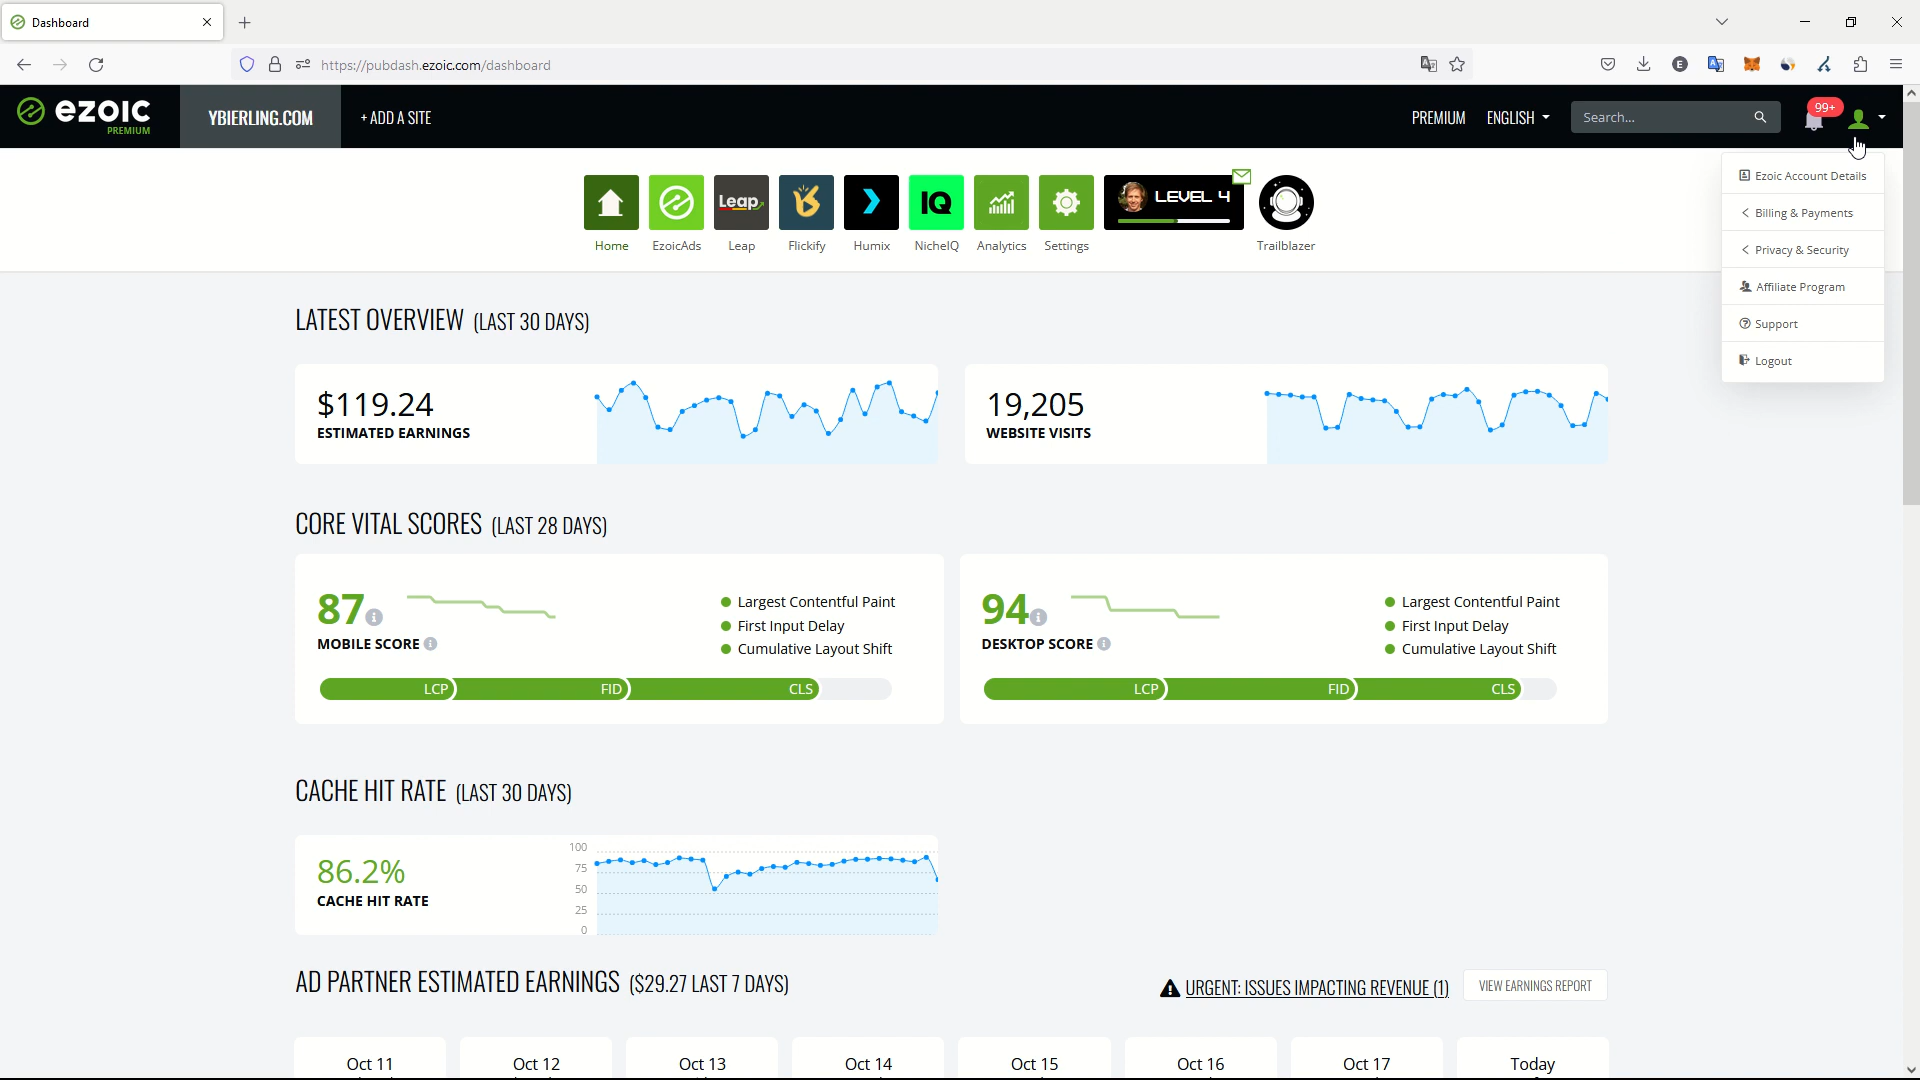 Dashboard
https://pubdash.ezoic.com/dashboard
ezoic
PREMIUM
YBIERLING.COM
+ ADD A SITE
PREMIUM
ENGLISH
Search...
99+
Ezoic Account Details
Billing & Payments
Privacy & Security
Affiliate Program
Support
Logout
Leap
IQ
LEVEL 4
Home
EzoicAds
Leap
Flickify
Humix
NicheIQ
Analytics
Settings
Trailblazer
LATEST OVERVIEW (LAST 30 DAYS)
$119.24
ESTIMATED EARNINGS
19,205
WEBSITE VISITS
CORE VITAL SCORES (LAST 28 DAYS)
87
MOBILE SCORE
Largest Contentful Paint
First Input Delay
Cumulative Layout Shift
LCP
FID
CLS
94
DESKTOP SCORE
Largest Contentful Paint
First Input Delay
Cumulative Layout Shift
LCP
FID
CLS
CACHE HIT RATE (LAST 30 DAYS)
86.2%
CACHE HIT RATE
100
75
50
25
0
AD PARTNER ESTIMATED EARNINGS ($29.27 LAST 7 DAYS)
URGENT: ISSUES IMPACTING REVENUE (1)
VIEW EARNINGS REPORT
Oct 11
Oct 12
Oct 13
Oct 14
Oct 15
Oct 16
Oct 17
Today